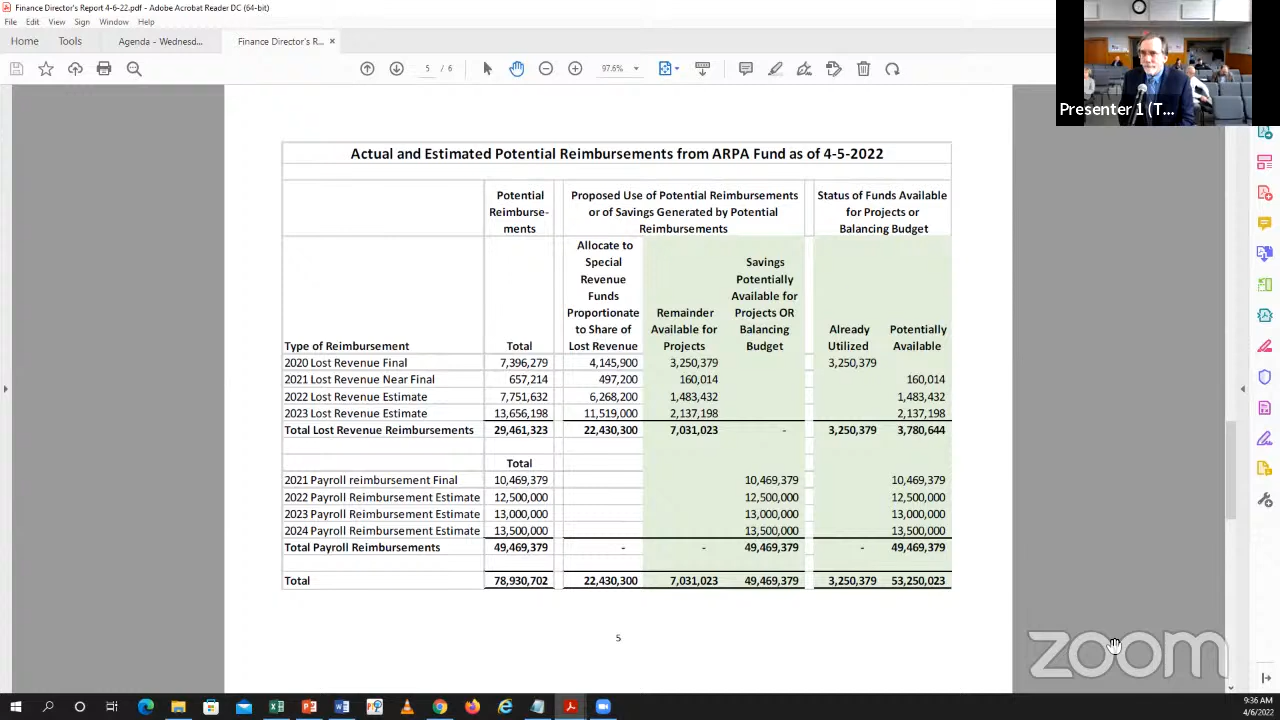 Finance Director's Report 4-6-22.pdf - Adobe Acrobat Reader DC (64-bit)
File Edit View Sign Window Help
Home Tools Agenda - Wednesd... Finance Director's R... ×
5 97.6%
Presenter 1 (T...
Actual and Estimated Potential Reimbursements from ARPA Fund as of 4-5-2022
Potential Reimburse-ments
Proposed Use of Potential Reimbursements or of Savings Generated by Potential Reimbursements
Status of Funds Available for Projects or Balancing Budget
Type of Reimbursement
Total
Allocate to Special Revenue Funds Proportionate to Share of Lost Revenue
Remainder Available for Projects
Savings Potentially Available for Projects OR Balancing Budget
Already Utilized
Potentially Available
2020 Lost Revenue Final 7,396,279 4,145,900 3,250,379 3,250,379
2021 Lost Revenue Near Final 657,214 497,200 160,014 160,014
2022 Lost Revenue Estimate 7,751,632 6,268,200 1,483,432 1,483,432
2023 Lost Revenue Estimate 13,656,198 11,519,000 2,137,198 2,137,198
Total Lost Revenue Reimbursements 29,461,323 22,430,300 7,031,023 - 3,250,379 3,780,644
Total
2021 Payroll reimbursement Final 10,469,379 10,469,379 10,469,379
2022 Payroll Reimbursement Estimate 12,500,000 12,500,000 12,500,000
2023 Payroll Reimbursement Estimate 13,000,000 13,000,000 13,000,000
2024 Payroll Reimbursement Estimate 13,500,000 13,500,000 13,500,000
Total Payroll Reimbursements 49,469,379 - - 49,469,379 - 49,469,379
Total 78,930,702 22,430,300 7,031,023 49,469,379 3,250,379 53,250,023
5
zoom
9:36 AM
4/6/2022